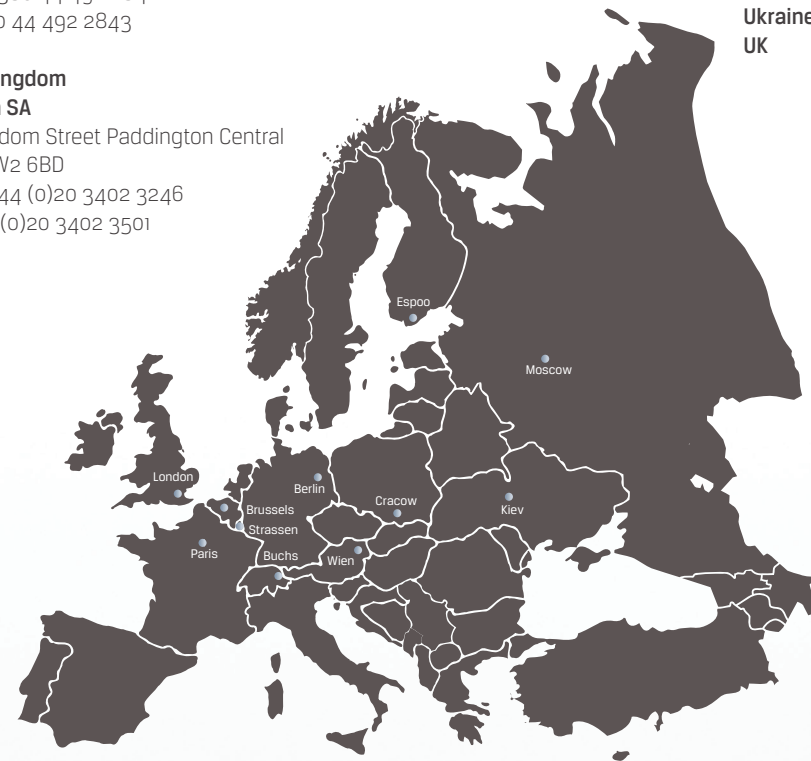 0 44 492 2843
ngdom
SA
dom Street Paddington Central
W2 6BD
44 (0)20 3402 3246
(0)20 3402 3501
Ukraine
UK
Espoo
Moscow
London
Berlin
Brussels
Cracow
Kiev
Strassen
Paris
Buchs
Wien